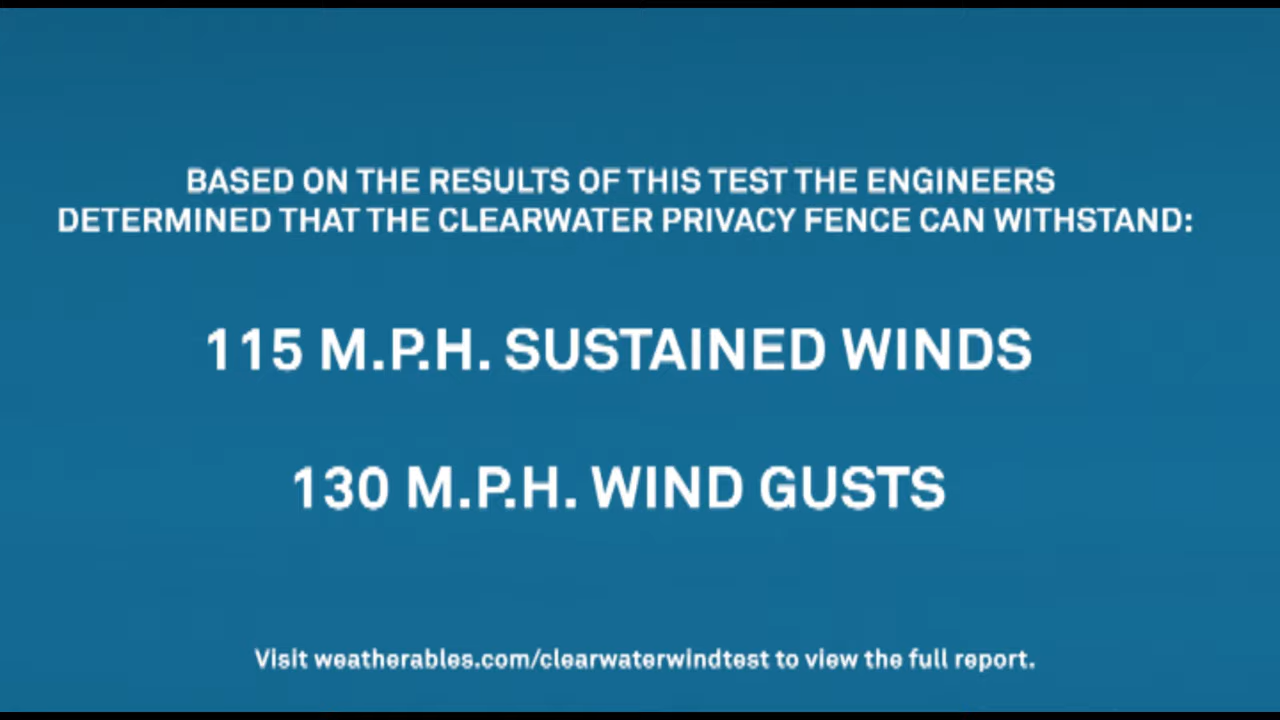 BASED ON THE RESULTS OF THIS TEST THE ENGINEERS
DETERMINED THAT THE CLEARWATER PRIVACY FENCE CAN WITHSTAND:
115 M.P.H. SUSTAINED WINDS
130 M.P.H. WIND GUSTS
Visit weatherables.com/clearwaterwindtest to view the full report.